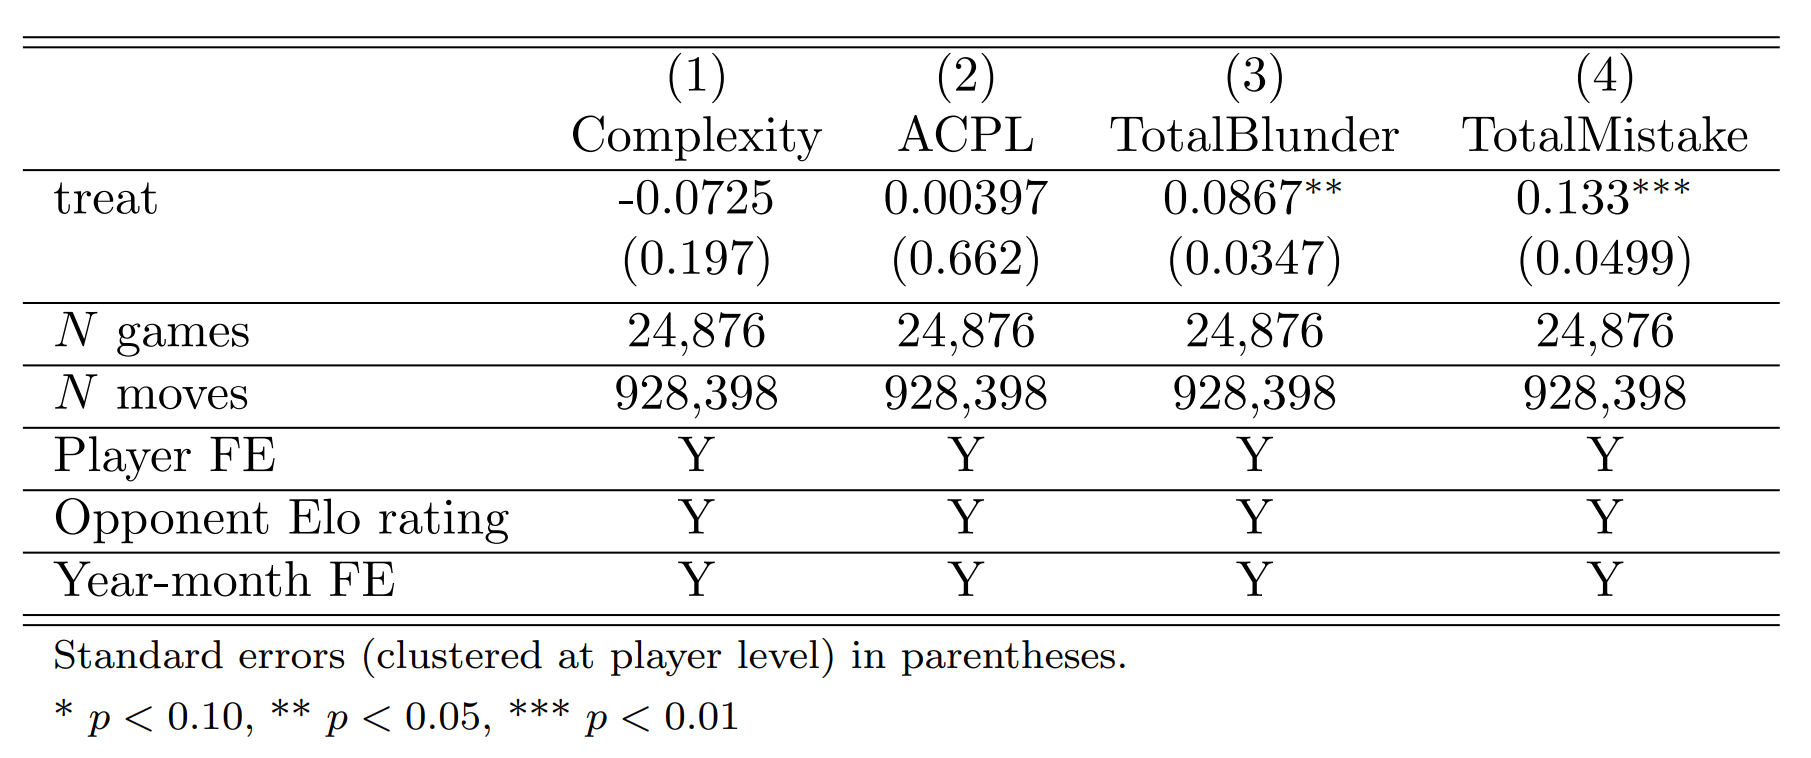 (1) (2) (3) (4)
Complexity ACPL TotalBlunder TotalMistake
treat -0.0725 0.00397 0.0867** 0.133***
(0.197) (0.662) (0.0347) (0.0499)
N games 24,876 24,876 24,876 24,876
N moves 928,398 928,398 928,398 928,398
Player FE Y Y Y Y
Opponent Elo rating Y Y Y Y
Year-month FE Y Y Y Y
Standard errors (clustered at player level) in parentheses.
* p < 0.10, ** p < 0.05, *** p < 0.01